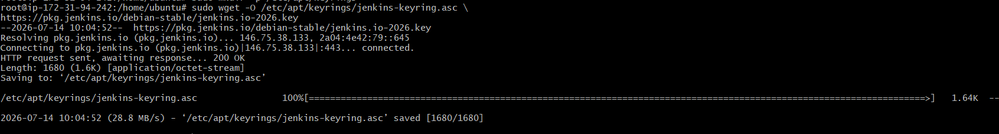 root@ip-172-31-94-242:/home/ubuntu# sudo wget -O /etc/apt/keyrings/jenkins-keyring.asc \
https://pkg.jenkins.io/debian-stable/jenkins.io-2026.key
--2026-07-14 10:04:52--  https://pkg.jenkins.io/debian-stable/jenkins.io-2026.key
Resolving pkg.jenkins.io (pkg.jenkins.io)... 146.75.38.133, 2a04:4e42:79::645
Connecting to pkg.jenkins.io (pkg.jenkins.io)|146.75.38.133|:443... connected.
HTTP request sent, awaiting response... 200 OK
Length: 1680 (1.6K) [application/octet-stream]
Saving to: ‘/etc/apt/keyrings/jenkins-keyring.asc’
/etc/apt/keyrings/jenkins-keyring.asc                100%[====================================================================================================================>]   1.64K  --
2026-07-14 10:04:52 (28.8 MB/s) - ‘/etc/apt/keyrings/jenkins-keyring.asc’ saved [1680/1680]